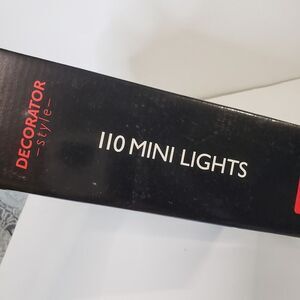 DECORATOR
-style-
110 MINI LIGHTS